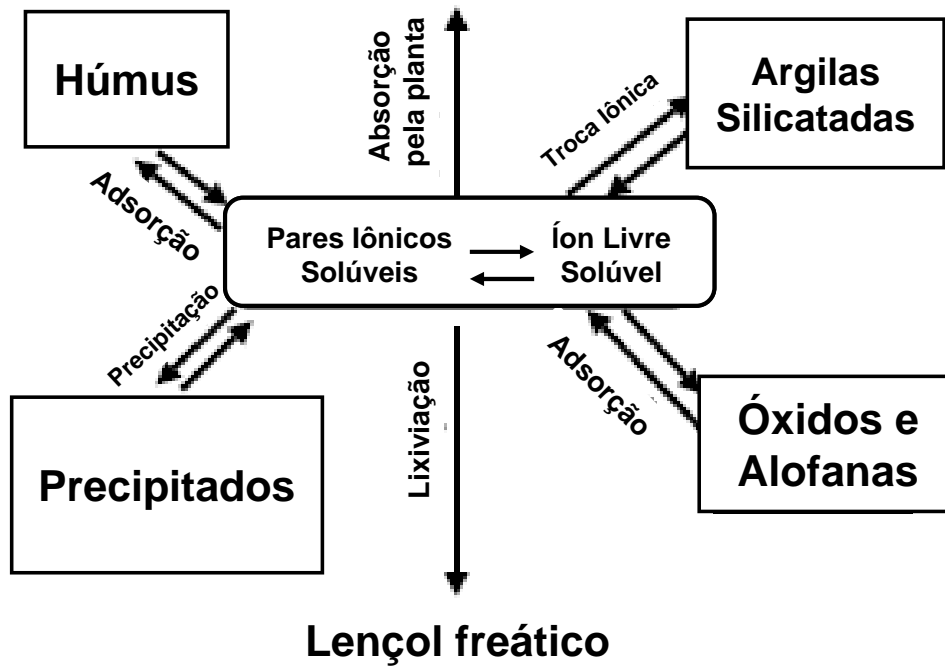 Húmus
Absorção
pela planta
Troca Iônica
Argilas
Silicatadas
Adsorção
Pares Iônicos
Solúveis
Íon Livre
Solúvel
Precipitação
Precipitados
Lixiviação
Adsorção
Óxidos e
Alofanas
Lençol freático